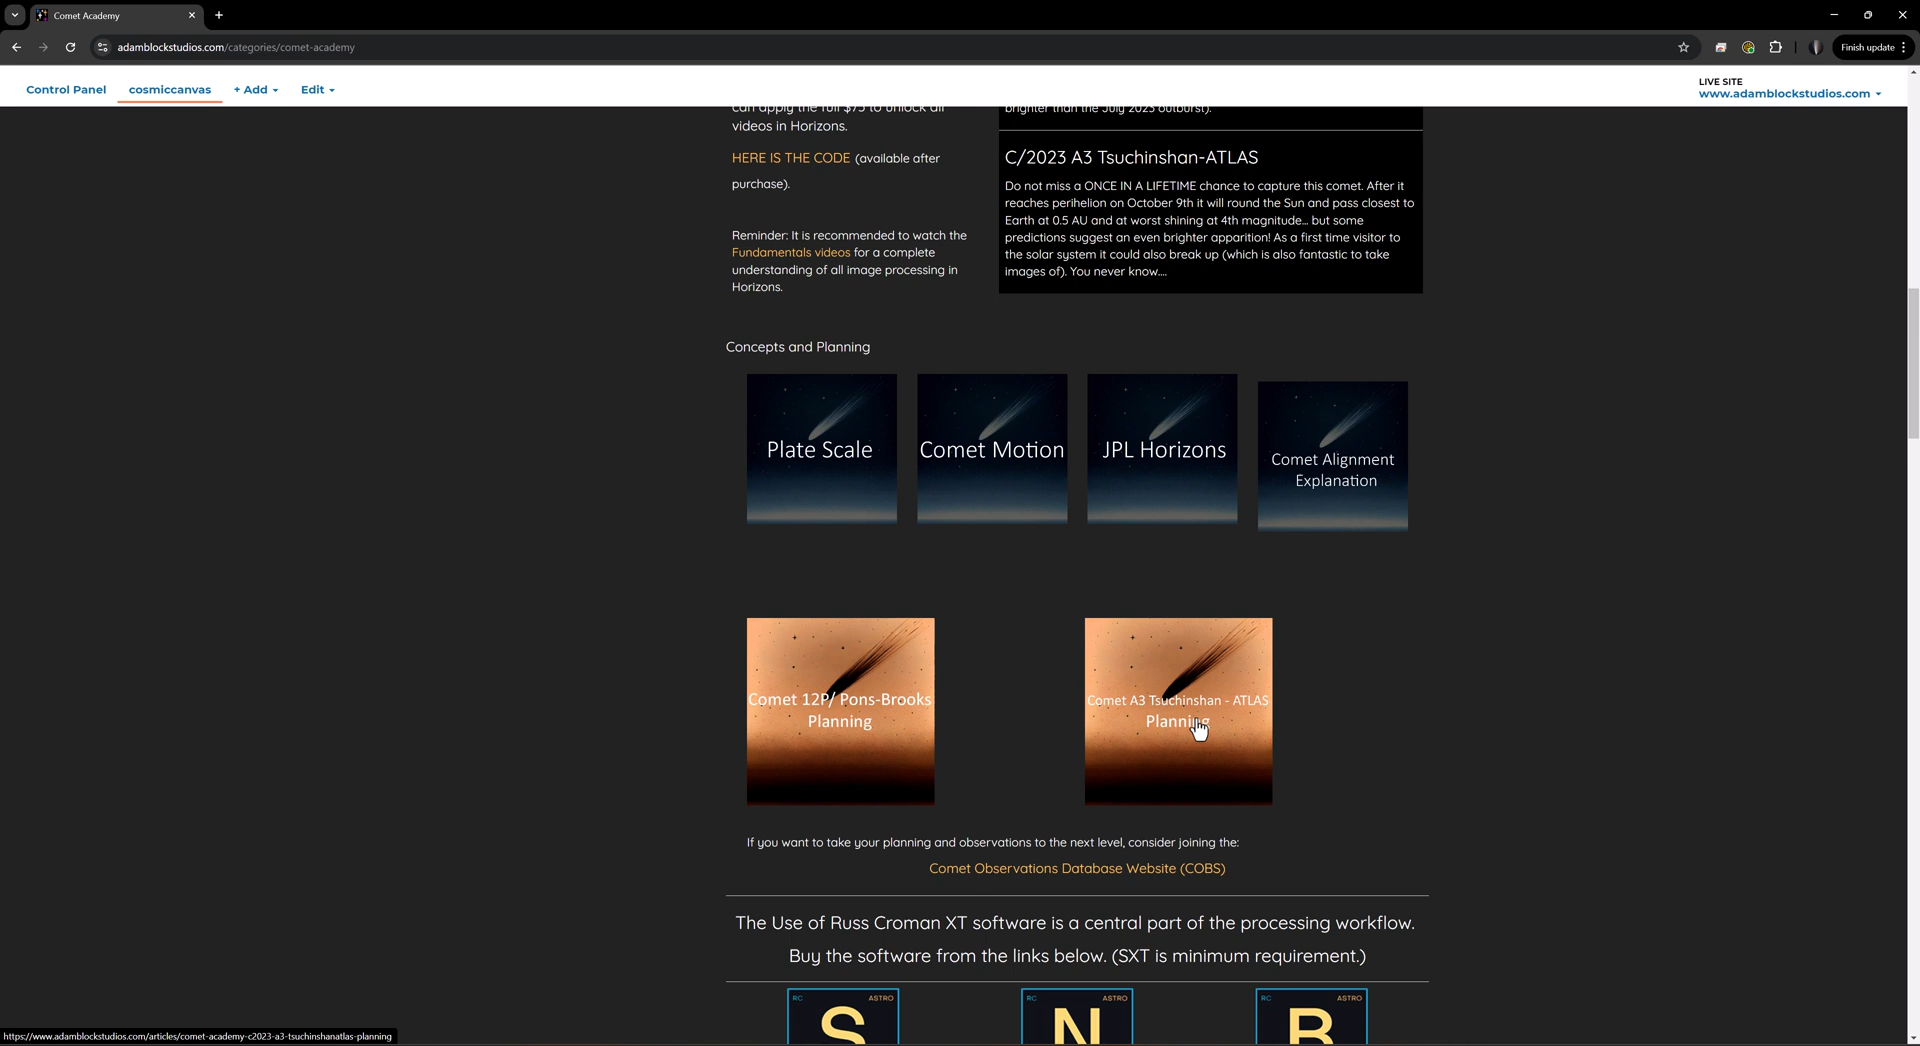 Comet Academy
adamblockstudios.com/categories/comet-academy
Finish update
Control Panel
cosmiccanvas
+ Add
Edit
LIVE SITE
www.adamblockstudios.com
can apply the full $75 to unlock all
videos in Horizons.
HERE IS THE CODE (available after
purchase).
Reminder: It is recommended to watch the
Fundamentals videos for a complete
understanding of all image processing in
Horizons.
brighter than the July 2023 outburst).
C/2023 A3 Tsuchinshan-ATLAS
Do not miss a ONCE IN A LIFETIME chance to capture this comet. After it
reaches perihelion on October 9th it will round the Sun and pass closest to
Earth at 0.5 AU and at worst shining at 4th magnitude... but some
predictions suggest an even brighter apparition! As a first time visitor to
the solar system it could also break up (which is also fantastic to take
images of). You never know....
Concepts and Planning
Plate Scale
Comet Motion
JPL Horizons
Comet Alignment
Explanation
Comet 12P/ Pons-Brooks
Planning
Comet A3 Tsuchinshan - ATLAS
Planning
If you want to take your planning and observations to the next level, consider joining the:
Comet Observations Database Website (COBS)
The Use of Russ Croman XT software is a central part of the processing workflow.
Buy the software from the links below. (SXT is minimum requirement.)
RC ASTRO
S
RC ASTRO
N
RC ASTRO
B
https://www.adamblockstudios.com/articles/comet-academy-c2023-a3-tsuchinshanatlas-planning